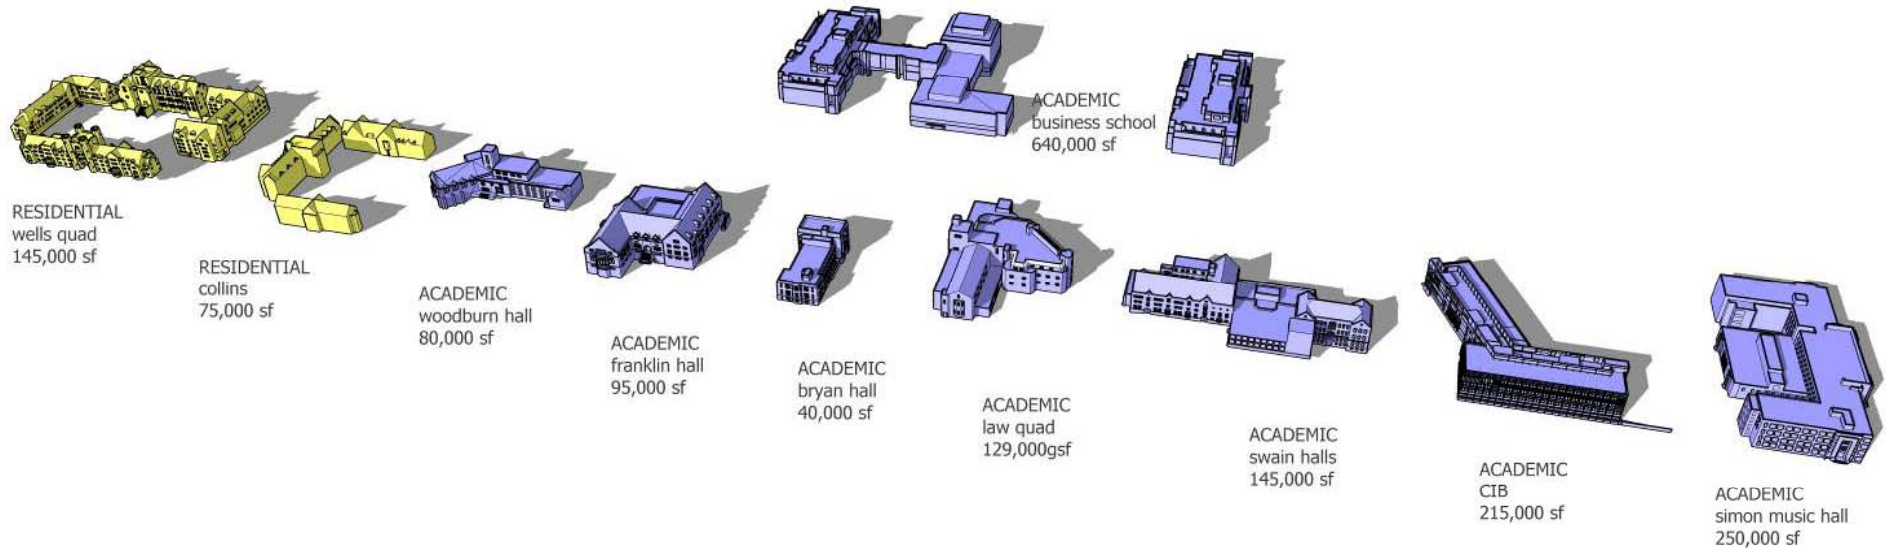 ACADEMIC
business school
640,000 sf
RESIDENTIAL
wells quad
145,000 sf
RESIDENTIAL
collins
75,000 sf
ACADEMIC
woodburn hall
80,000 sf
ACADEMIC
franklin hall
95,000 sf
ACADEMIC
bryan hall
40,000 sf
ACADEMIC
law quad
129,000gsf
ACADEMIC
swain halls
145,000 sf
ACADEMIC
CIB
215,000 sf
ACADEMIC
simon music hall
250,000 sf